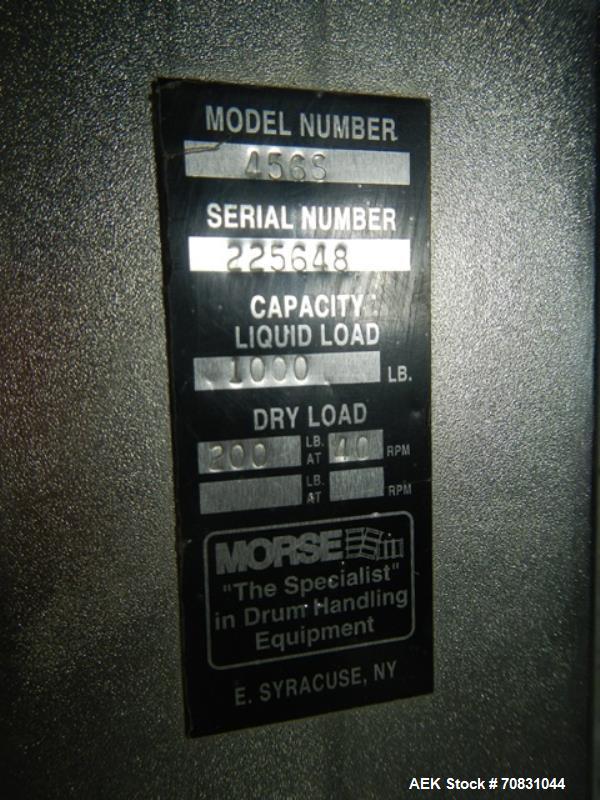 MODEL NUMBER
456S
SERIAL NUMBER
225648
CAPACITY
LIQUID LOAD
1000 LB.
DRY LOAD
200 LB. AT 40 RPM
LB. AT RPM
MORSE
"The Specialist"
in Drum Handling
Equipment
E. SYRACUSE, NY
AEK Stock # 70831044